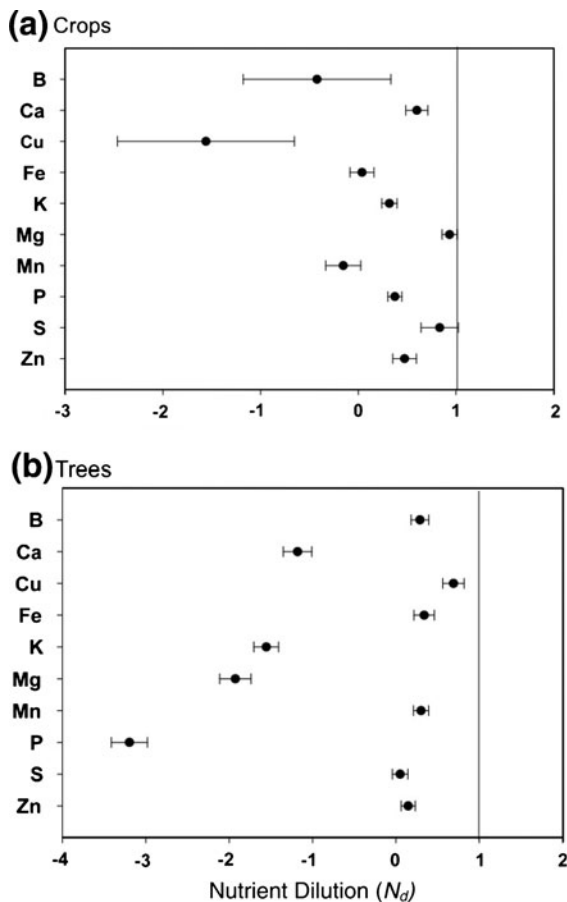 (a) Crops
B
Ca
Cu
Fe
K
Mg
Mn
P
S
Zn
-3 -2 -1 0 1 2
(b) Trees
B
Ca
Cu
Fe
K
Mg
Mn
P
S
Zn
-4 -3 -2 -1 0 1 2
Nutrient Dilution (Nd)